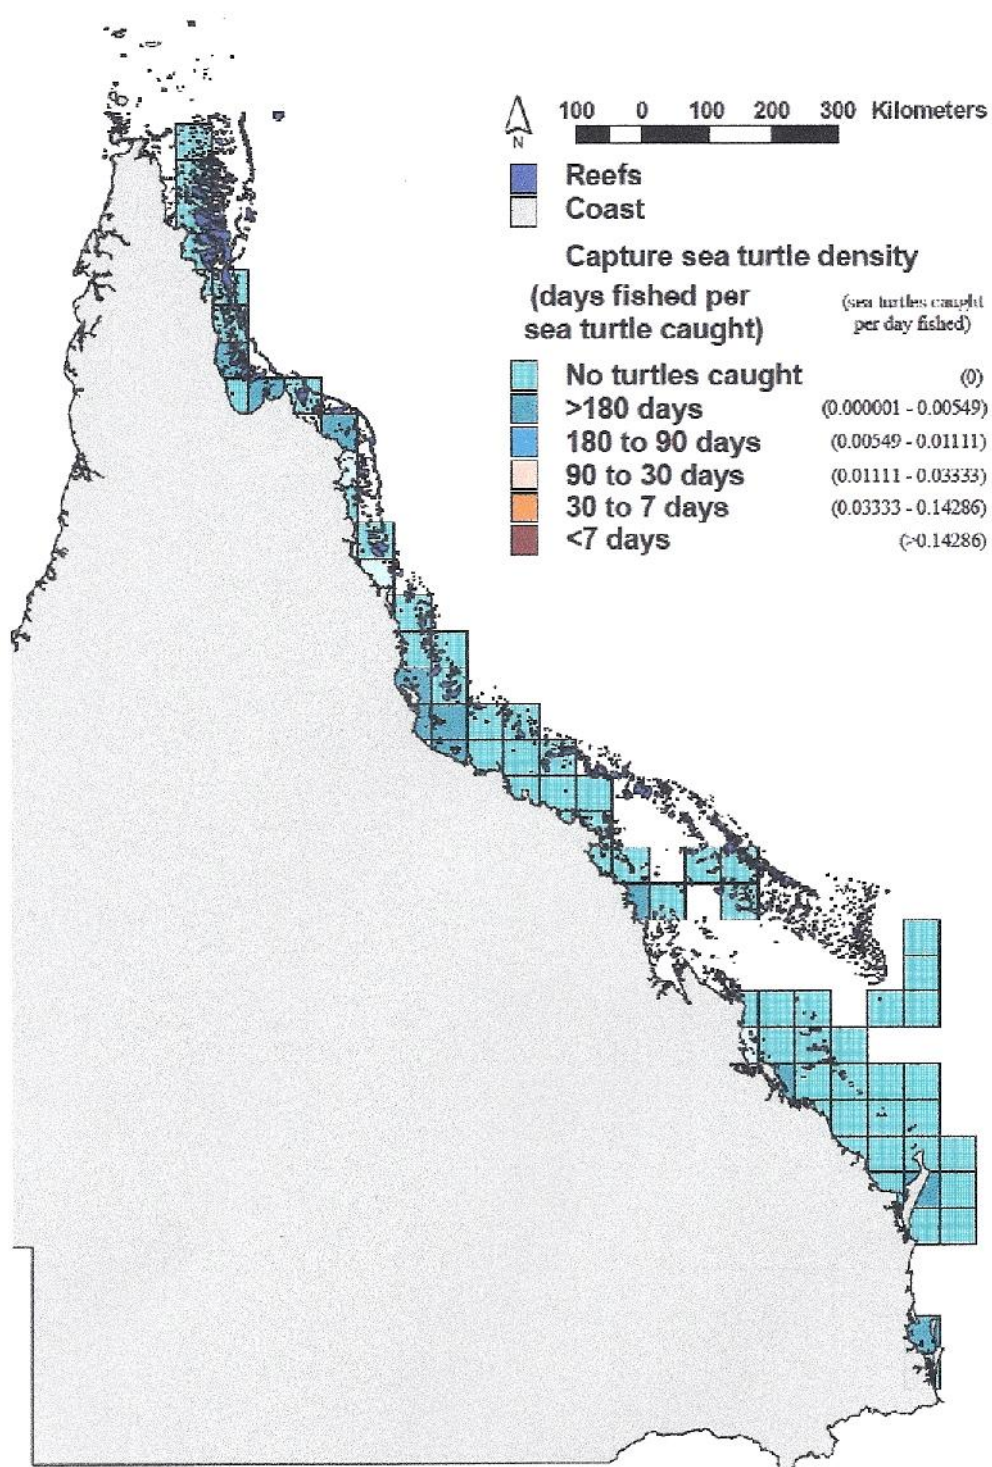 100 0 100 200 300 Kilometers
N
Reefs
Coast
Capture sea turtle density
(days fished per
sea turtle caught)
(sea turtles caught
per day fished)
No turtles caught (0)
>180 days (0.000001 - 0.00549)
180 to 90 days (0.00549 - 0.01111)
90 to 30 days (0.01111 - 0.03333)
30 to 7 days (0.03333 - 0.14286)
<7 days (>0.14286)